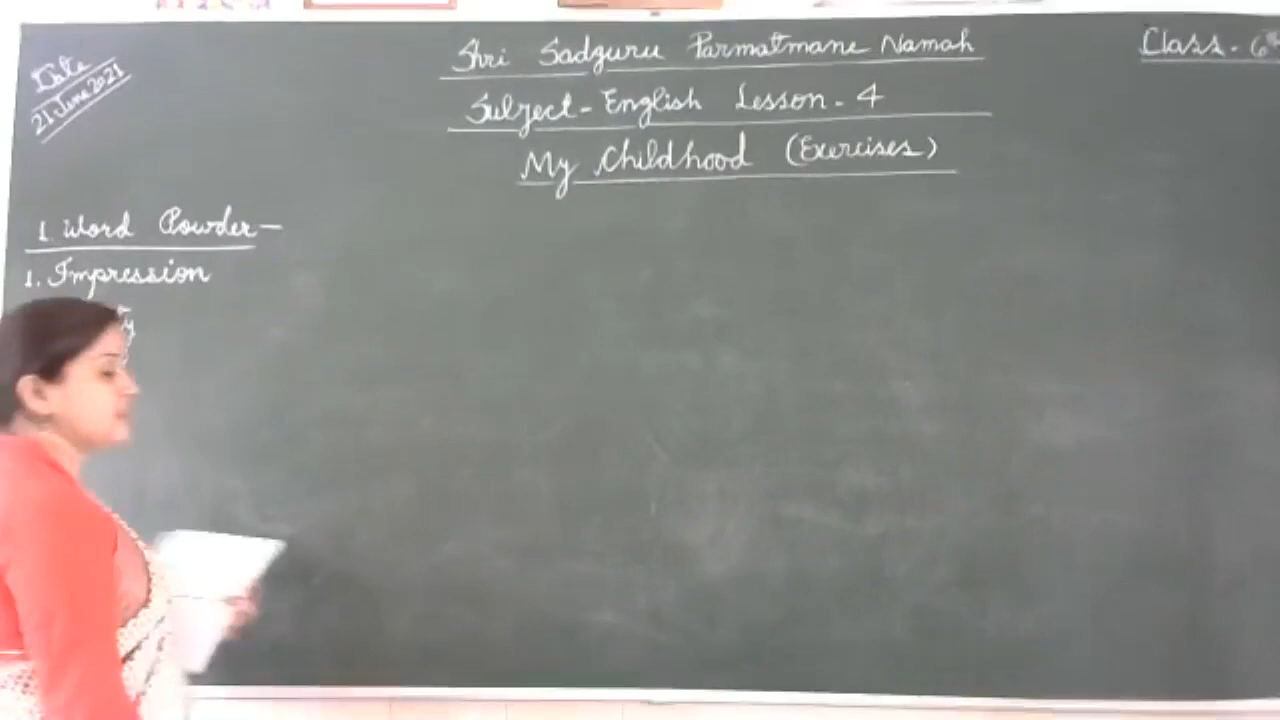 Date
21 June 2021
Shri Sadguru Parmatmane Namah
Class - 6th
Subject - English Lesson - 4
My Childhood (Exercises)
1. Word Powder -
1. Impression